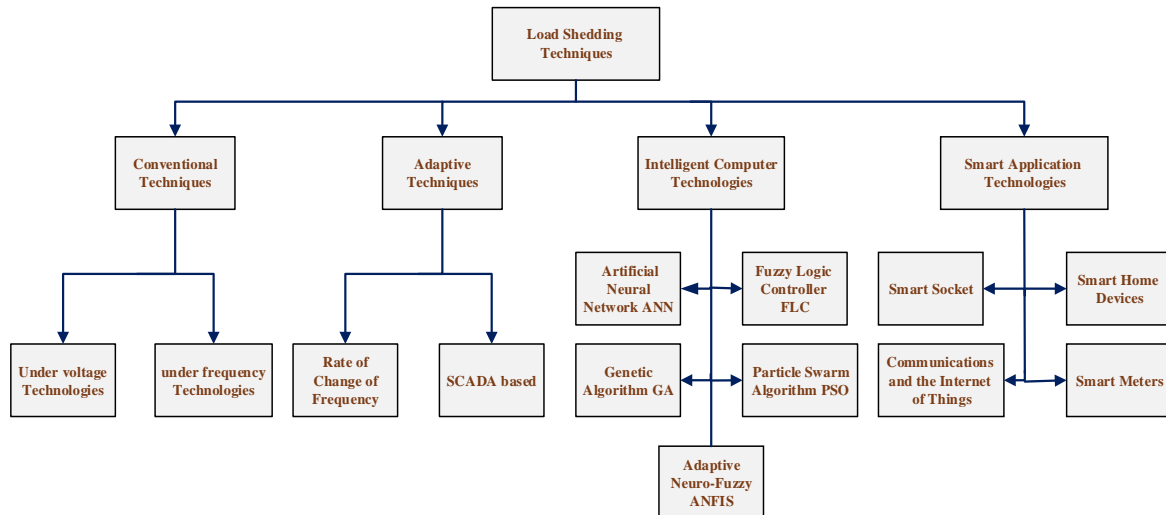 Load Shedding
Techniques
Conventional
Techniques
Adaptive
Techniques
Intelligent Computer
Technologies
Smart Application
Technologies
Artificial
Neural
Network ANN
Fuzzy Logic
Controller
FLC
Smart Socket
Smart Home
Devices
Under voltage
Technologies
under frequency
Technologies
Rate of
Change of
Frequency
SCADA based
Genetic
Algorithm GA
Particle Swarm
Algorithm PSO
Communications
and the Internet
of Things
Smart Meters
Adaptive
Neuro-Fuzzy
ANFIS